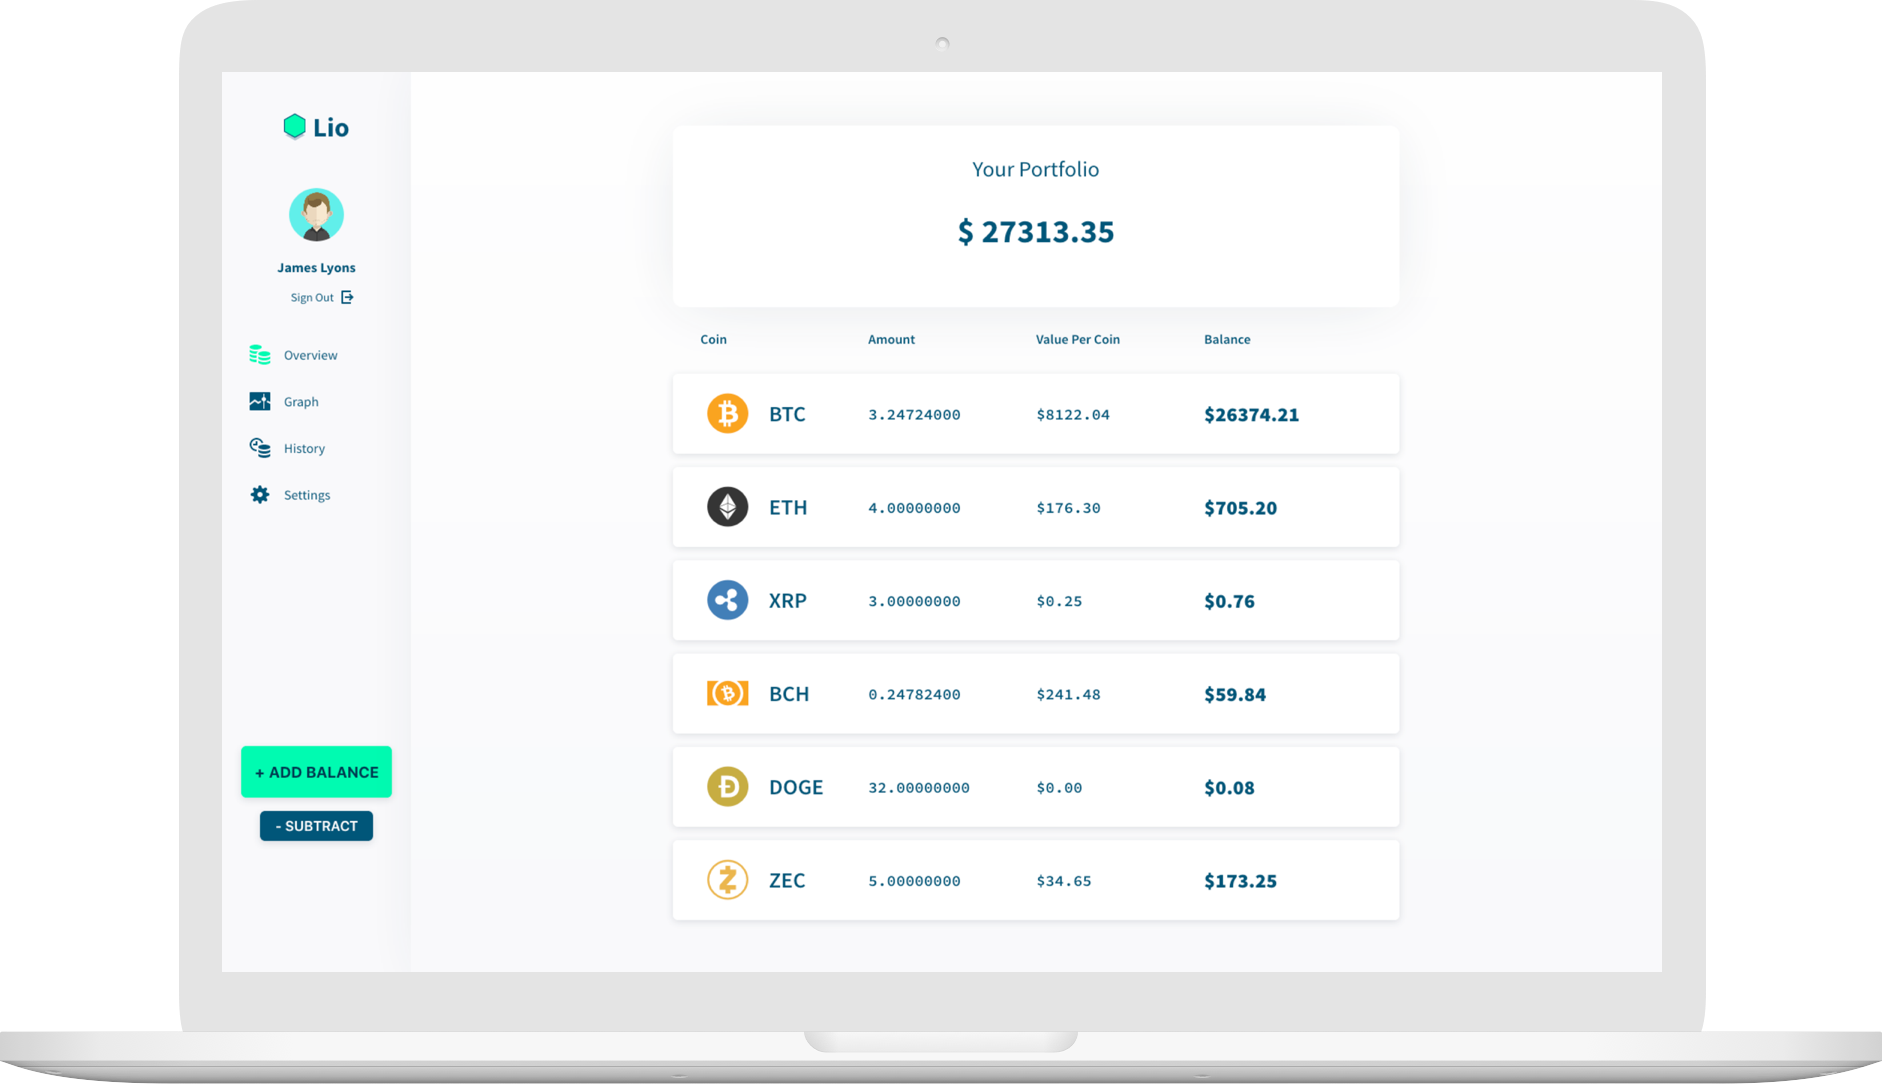 Lio
James Lyons
Sign Out
Overview
Graph
History
Settings
+ ADD BALANCE
- SUBTRACT
Your Portfolio
$ 27313.35
Coin Amount Value Per Coin Balance
BTC 3.24724000 $8122.04 $26374.21
ETH 4.00000000 $176.30 $705.20
XRP 3.00000000 $0.25 $0.76
BCH 0.24782400 $241.48 $59.84
DOGE 32.00000000 $0.00 $0.08
ZEC 5.00000000 $34.65 $173.25